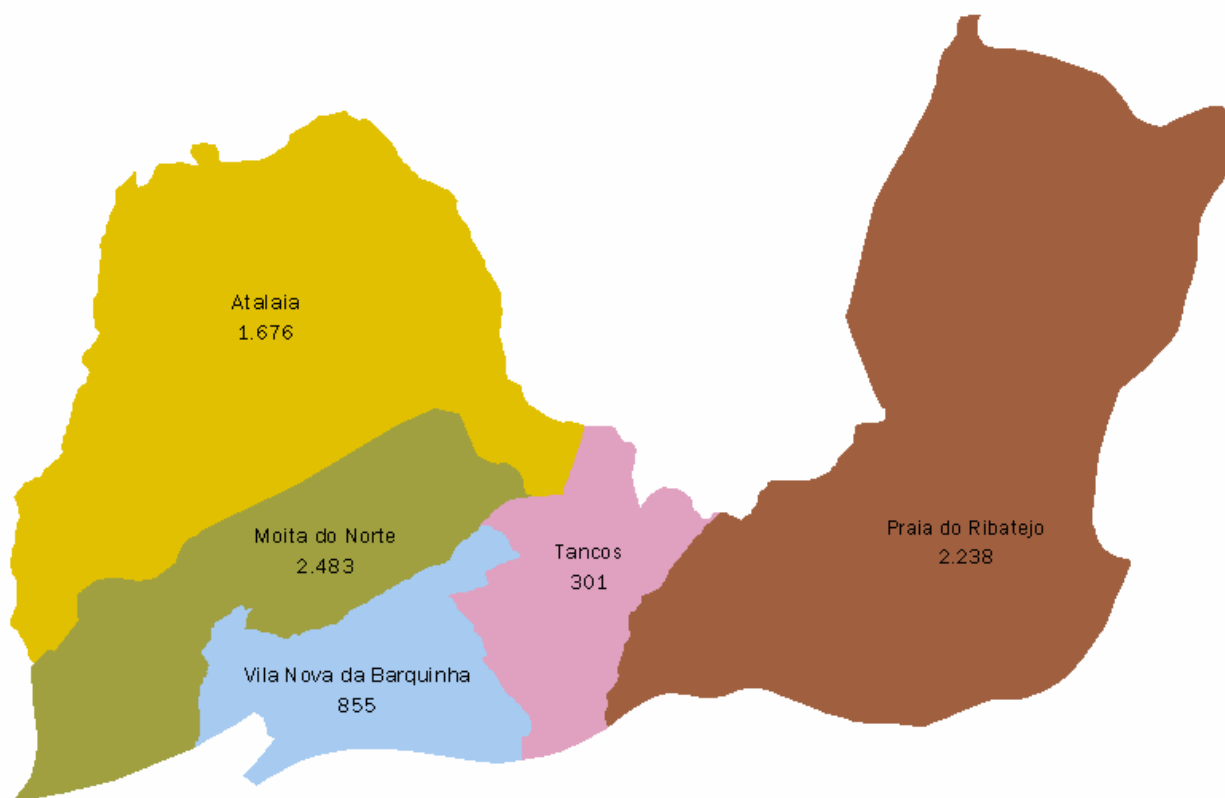 Atalaia
1.676
Moita do Norte
2.483
Tancos
301
Praia do Ribatejo
2.238
Vila Nova da Barquinha
855